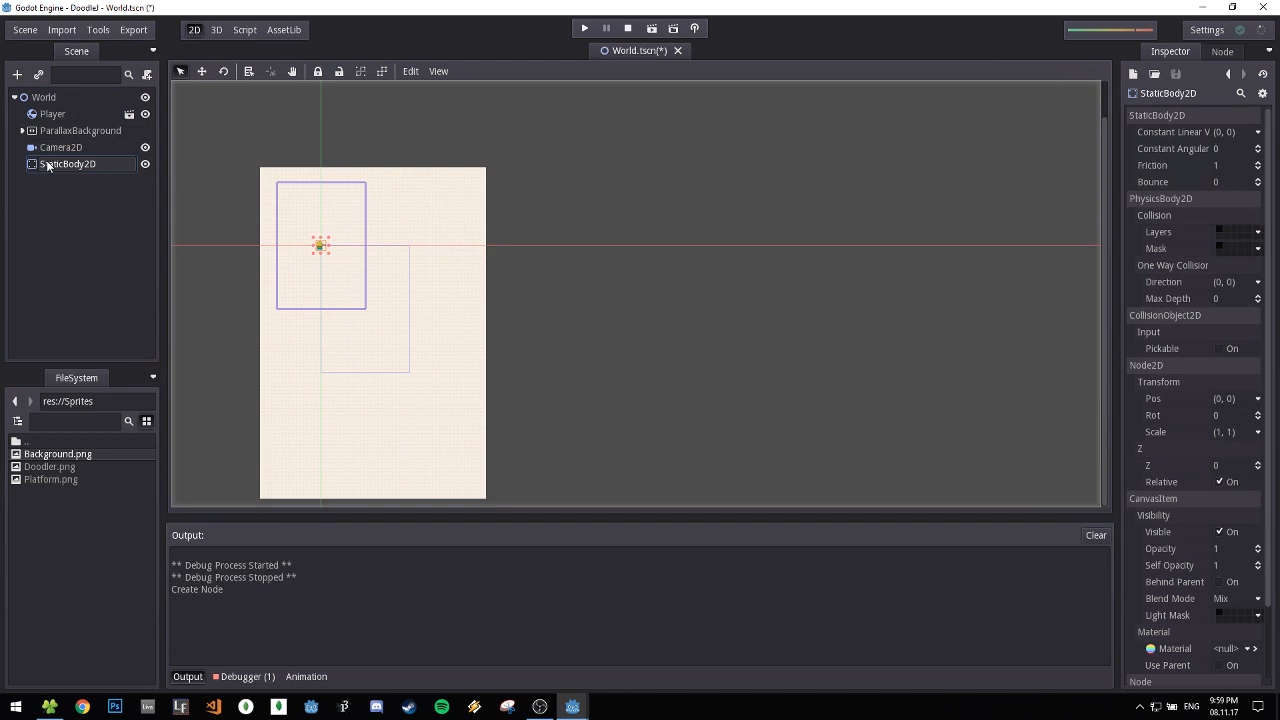 Godot Engine - Doodle! - World.tscn (*)
Scene Import Tools Export
2D 3D Script AssetLib
Settings
Scene
World.tscn(*)
Inspector Node
Edit View
World
Player
ParallaxBackground
Camera2D
StaticBody2D
StaticBody2D
StaticBody2D
Constant Linear V (0, 0)
Constant Angular 0
Friction 1
Bounce 0
PhysicsBody2D
Collision
Layers
Mask
One Way Collisior
Direction (0, 0)
Max Depth 0
CollisionObject2D
Input
Pickable On
Node2D
Transform
Pos (0, 0)
Rot 0
Scale (1, 1)
Z
Z 0
Relative On
CanvasItem
Visibility
Visible On
Opacity 1
Self Opacity 1
Behind Parent On
Blend Mode Mix
Light Mask
Material
Material <null>
Use Parent On
Node
FileSystem
res://Sprites
..
Background.png
Doodler.png
Platform.png
Output:
Clear
** Debug Process Started **
** Debug Process Stopped **
Create Node
Output Debugger (1) Animation
ENG
9:59 PM
08.11.17